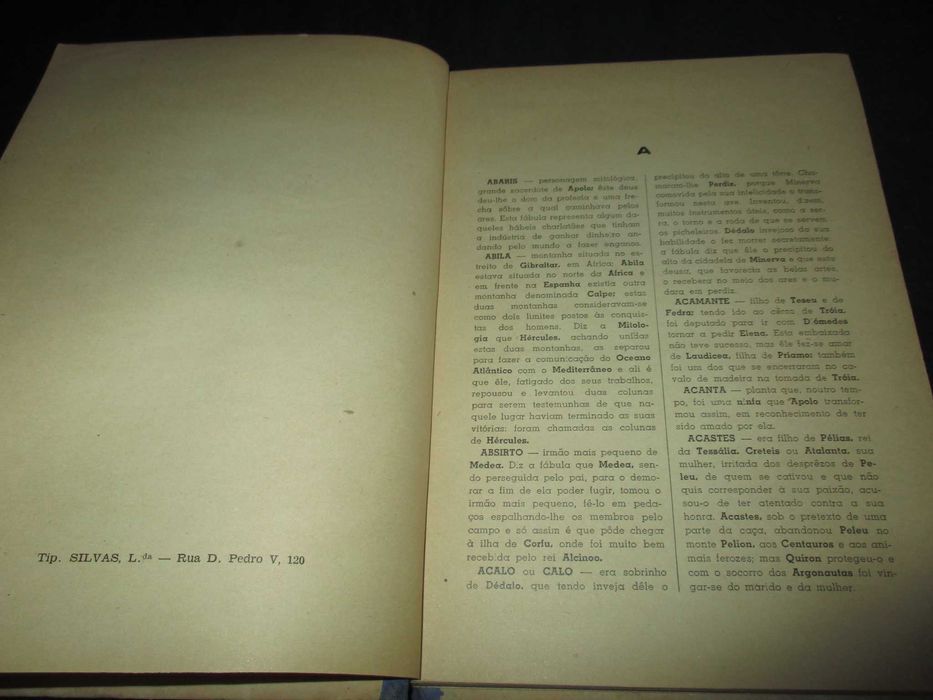 Tip. SILVAS, L.da — Rua D. Pedro V, 120
A
ABARIS — personagem mitológica,
grande sacerdote de Apolo: Êste deus
deu-lhe o dom da profecia e uma fre-
cha sôbre a qual caminhava pelos
ares. Esta fábula representa algum da-
queles hábeis charlatães que tinham
a indústria de ganhar dinheiro an-
dando pelo mundo a fazer enganos.
ABILA — montanha situada no es-
treito de Gibraltar, em África; Abila
estava situada no norte da África e
em frente na Espanha existia outra
montanha denominada Calpe; estas
duas montanhas consideravam-se
como dois limites postos às conquis-
tas dos homens. Diz a Mitolo-
gia que Hércules, achando unidas
estas duas montanhas, as separou
para fazer a comunicação do Oceano
Atlântico com o Mediterrâneo e ali é
que êle, fatigado dos seus trabalhos,
repousou e levantou duas colunas
para serem testemunhas de que na-
quele lugar haviam terminado as suas
vitórias; foram chamadas as colunas
de Hércules.
ABSIRTO — irmão mais pequeno de
Medea. Diz a fábula que Medea, sen-
do perseguida pelo pai, para o demo-
rar a fim de ela poder fugir, tomou o
irmão mais pequeno, fê-lo em peda-
ços espalhando-lhe os membros pelo
campo e só assim é que pôde chegar
à ilha de Corfu, onde foi muito bem
recebida pelo rei Alcinoo.
ACALO ou CALO — era sobrinho
de Dédalo, que tendo inveja dêle o
precipitou do alto de uma tôrre. Cha-
maram-lhe Perdiz, porque Minerva
comovida pela sua infelicidade o trans-
formou nesta ave. Inventou, dizem,
muitos instrumentos úteis, como a ser-
ra, o torno e a roda de que se servem
os picheleiros. Dédalo invejoso da sua
habilidade o fez morrer secretamente;
a fábula diz que êle o precipitou do
alto da cidadela de Minerva e que esta
deusa, que favorecia as belas artes,
o recebera no meio dos ares e o mu-
dara em perdiz.
ACAMANTE — filho de Teseu e de
Fedra; tendo ido ao cêrco de Tróia,
foi deputado para ir com Diómedes
tornar a pedir Elena. Esta embaixada
não teve sucesso, mas êle fez-se amar
de Laudicea, filha de Príamo; também
foi um dos que se encerraram no ca-
valo de madeira na tomada de Tróia.
ACANTA — planta que, noutro tem-
po, foi uma ninfa que Apolo transfor-
mou assim, em reconhecimento de ter
sido amado por ela.
ACASTES — era filho de Pélias, rei
da Tessália. Creteis ou Atalanta, sua
mulher, irritada dos desprêzos de Pe-
leu, de quem se cativou e que não
quis corresponder à sua paixão, acu-
sou-o de ter atentado contra a sua
honra. Acastes, sob o pretexto de uma
parte da caça, abandonou Peleu no
monte Pelion, aos Centauros e aos ani-
mais ferozes; mas Quiron protegeu-o e
com o socorro dos Argonautas foi vin-
gar-se do marido e da mulher.